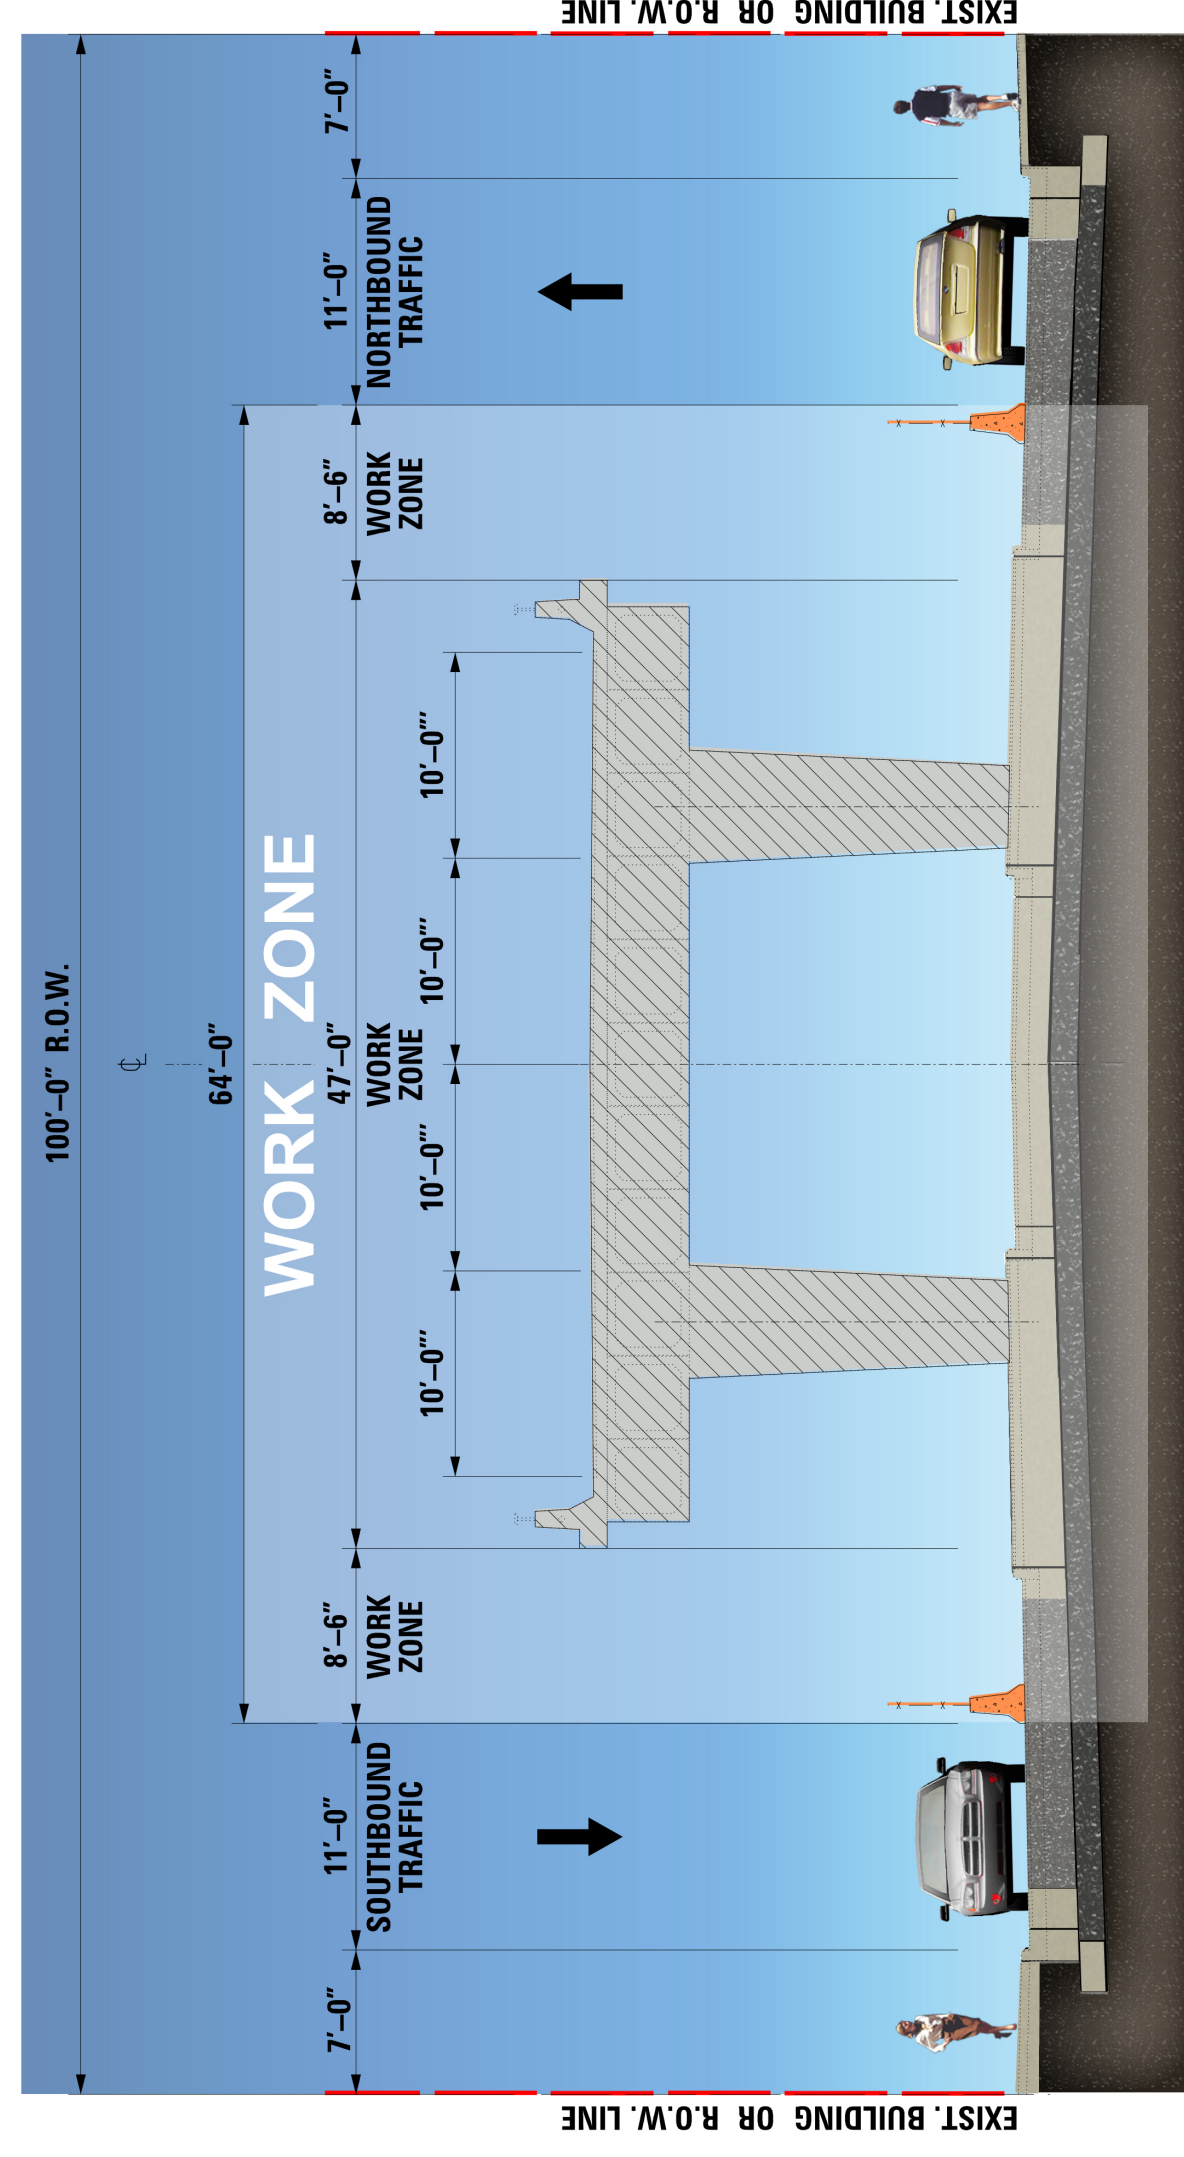 100'–0" R.O.W.
℄
64'–0"
WORK ZONE
7'–0"
11'–0"
8'–6"
47'–0"
8'–6"
11'–0"
7'–0"
SOUTHBOUND
TRAFFIC
WORK
ZONE
WORK
ZONE
WORK
ZONE
NORTHBOUND
TRAFFIC
10'–0"'
10'–0"'
10'–0"'
10'–0"'
EXIST. BUILDING OR R.O.W. LINE
EXIST. BUILDING OR R.O.W. LINE